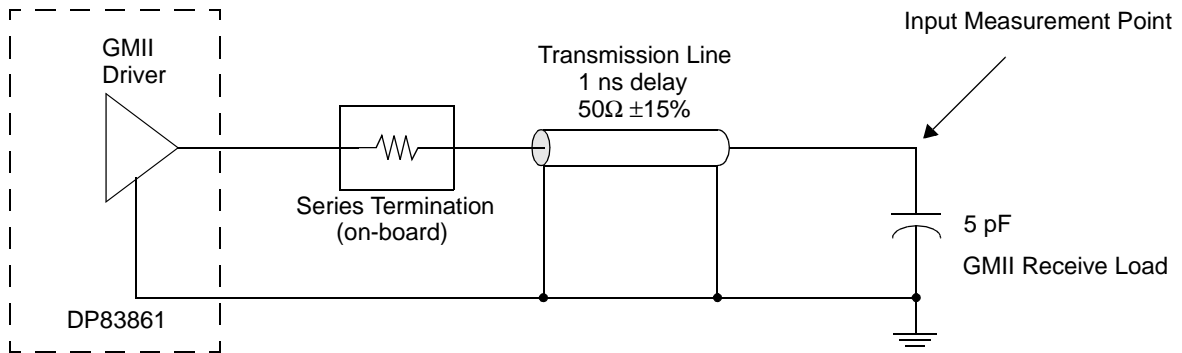 Input Measurement Point
GMII
Driver
Transmission Line
1 ns delay
50Ω ±15%
Series Termination
(on-board)
5 pF
GMII Receive Load
DP83861